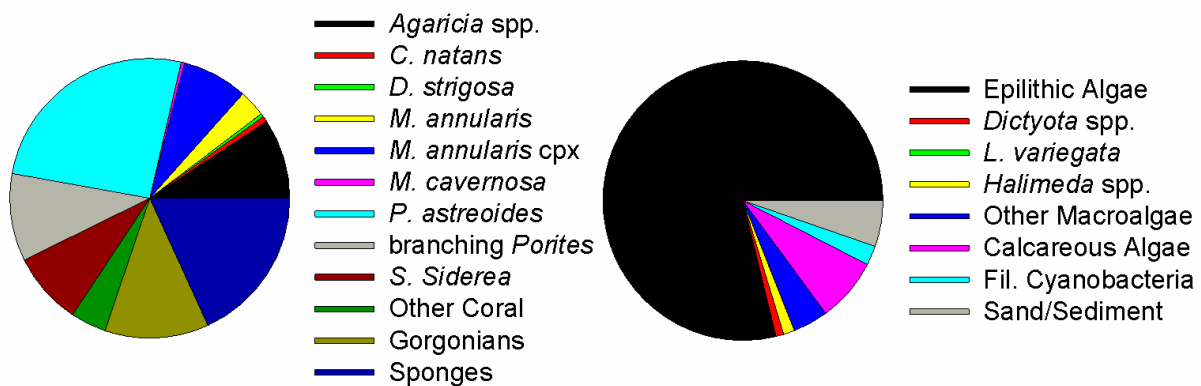 Agaricia spp.
C. natans
D. strigosa
M. annularis
M. annularis cpx
M. cavernosa
P. astreoides
branching Porites
S. Siderea
Other Coral
Gorgonians
Sponges
Epilithic Algae
Dictyota spp.
L. variegata
Halimeda spp.
Other Macroalgae
Calcareous Algae
Fil. Cyanobacteria
Sand/Sediment